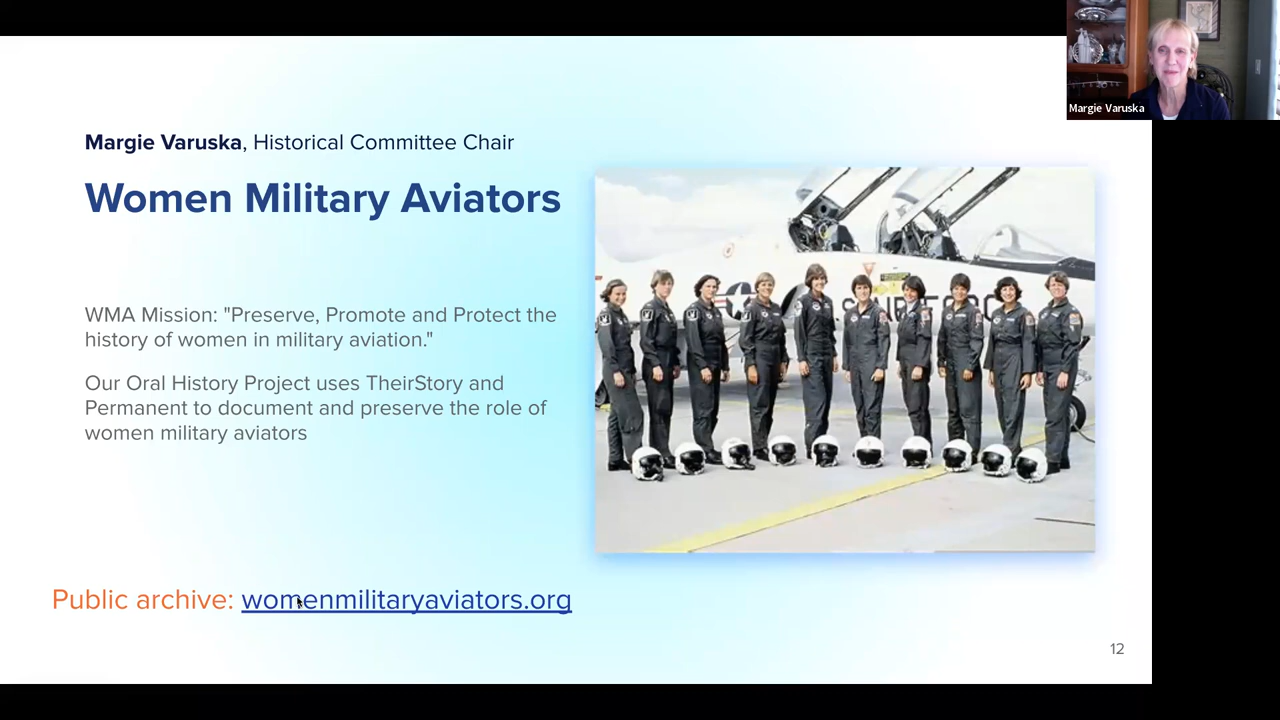 Margie Varuska
Margie Varuska, Historical Committee Chair
Women Military Aviators
WMA Mission: "Preserve, Promote and Protect the
history of women in military aviation."
Our Oral History Project uses TheirStory and
Permanent to document and preserve the role of
women military aviators
Public archive: womenmilitaryaviators.org
12